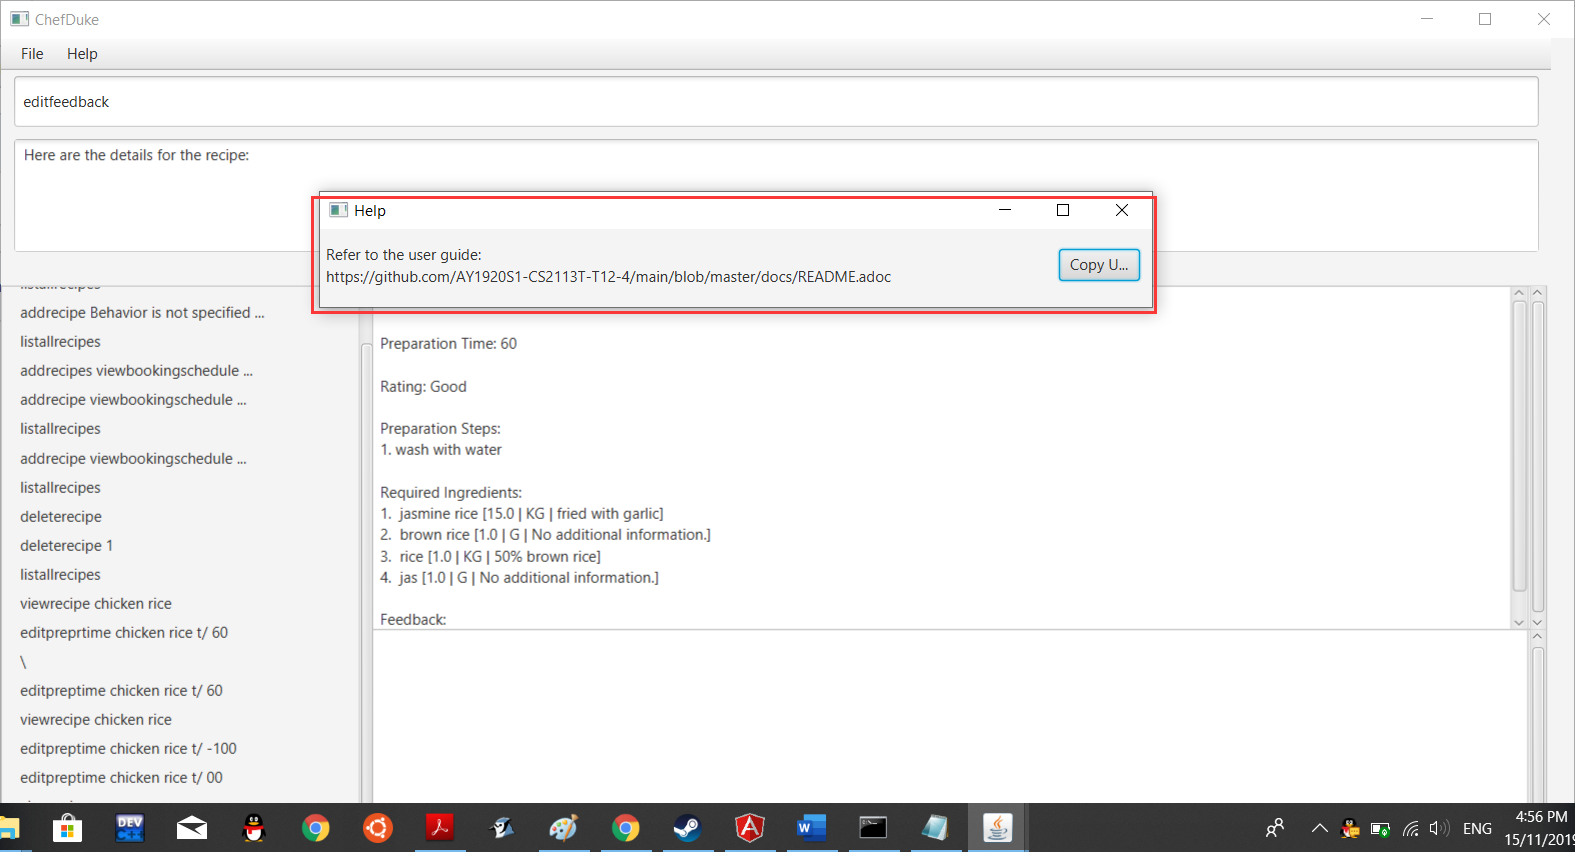 ChefDuke
File Help
editfeedback
Here are the details for the recipe:
Help
Refer to the user guide:
https://github.com/AY1920S1-CS2113T-T12-4/main/blob/master/docs/README.adoc
Copy U...
listallrecipes
addrecipe Behavior is not specified ...
listallrecipes
addrecipes viewbookingschedule ...
addrecipe viewbookingschedule ...
listallrecipes
addrecipe viewbookingschedule ...
listallrecipes
deleterecipe
deleterecipe 1
listallrecipes
viewrecipe chicken rice
editpreprtime chicken rice t/ 60
\
editpreptime chicken rice t/ 60
viewrecipe chicken rice
editpreptime chicken rice t/ -100
editpreptime chicken rice t/ 00
Preparation Time: 60
Rating: Good
Preparation Steps:
1. wash with water
Required Ingredients:
1. jasmine rice [15.0 | KG | fried with garlic]
2. brown rice [1.0 | G | No additional information.]
3. rice [1.0 | KG | 50% brown rice]
4. jas [1.0 | G | No additional information.]
Feedback:
DEV
C++
ENG
4:56 PM
15/11/2019